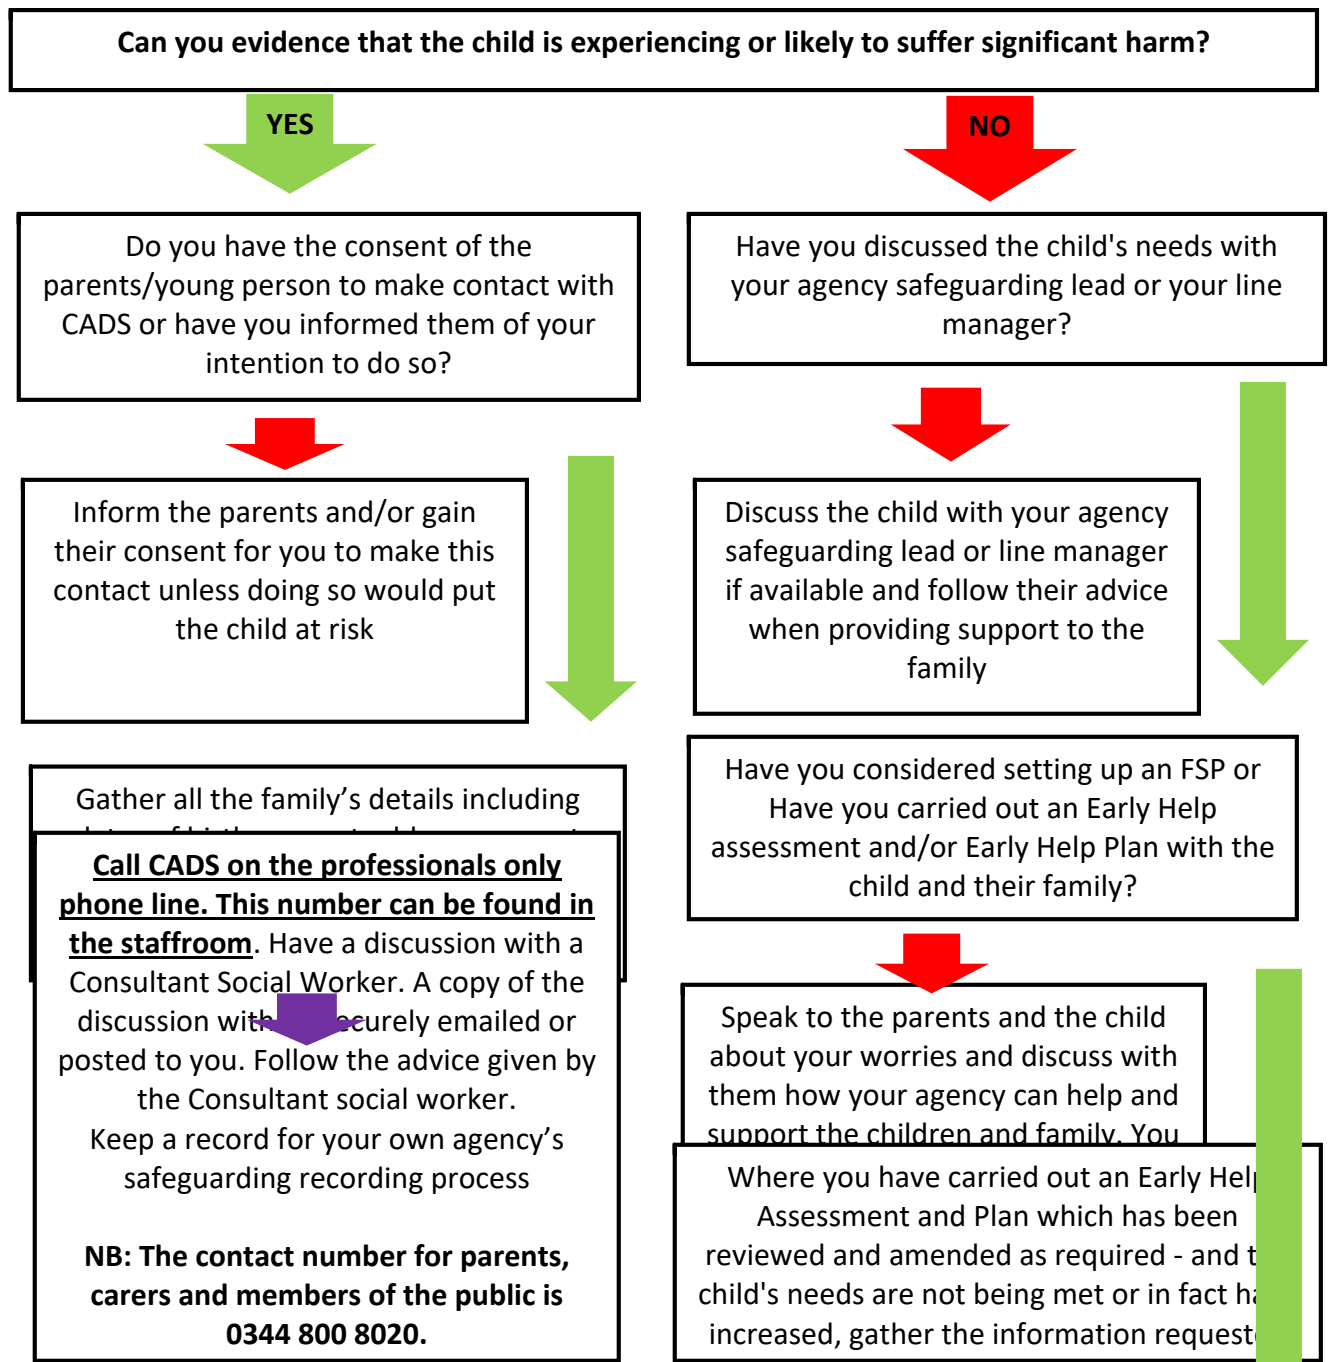 Can you evidence that the child is experiencing or likely to suffer significant harm?
YES
NO
Do you have the consent of the
parents/young person to make contact with
CADS or have you informed them of your
intention to do so?
Have you discussed the child's needs with
your agency safeguarding lead or your line
manager?
Inform the parents and/or gain
their consent for you to make this
contact unless doing so would put
the child at risk
Discuss the child with your agency
safeguarding lead or line manager
if available and follow their advice
when providing support to the
family
Gather all the family's details including
Call CADS on the professionals only
phone line. This number can be found in
the staffroom. Have a discussion with a
Consultant Social Worker. A copy of the
discussion emailed or
posted to you. Follow the advice given by
the Consultant social worker.
Keep a record for your own agency's
safeguarding recording process
NB: The contact number for parents,
carers and members of the public is
0344 800 8020.
Have you considered setting up an FSP or
Have you carried out an Early Help
assessment and/or Early Help Plan with the
child and their family?
Speak to the parents and the child
about your worries and discuss with
them how your agency can help and
support the children and family. You
Where you have carried out an Early
Assessment and Plan which has been
reviewed and amended as required - and
child's needs are not being met or in fact
increased, gather the information